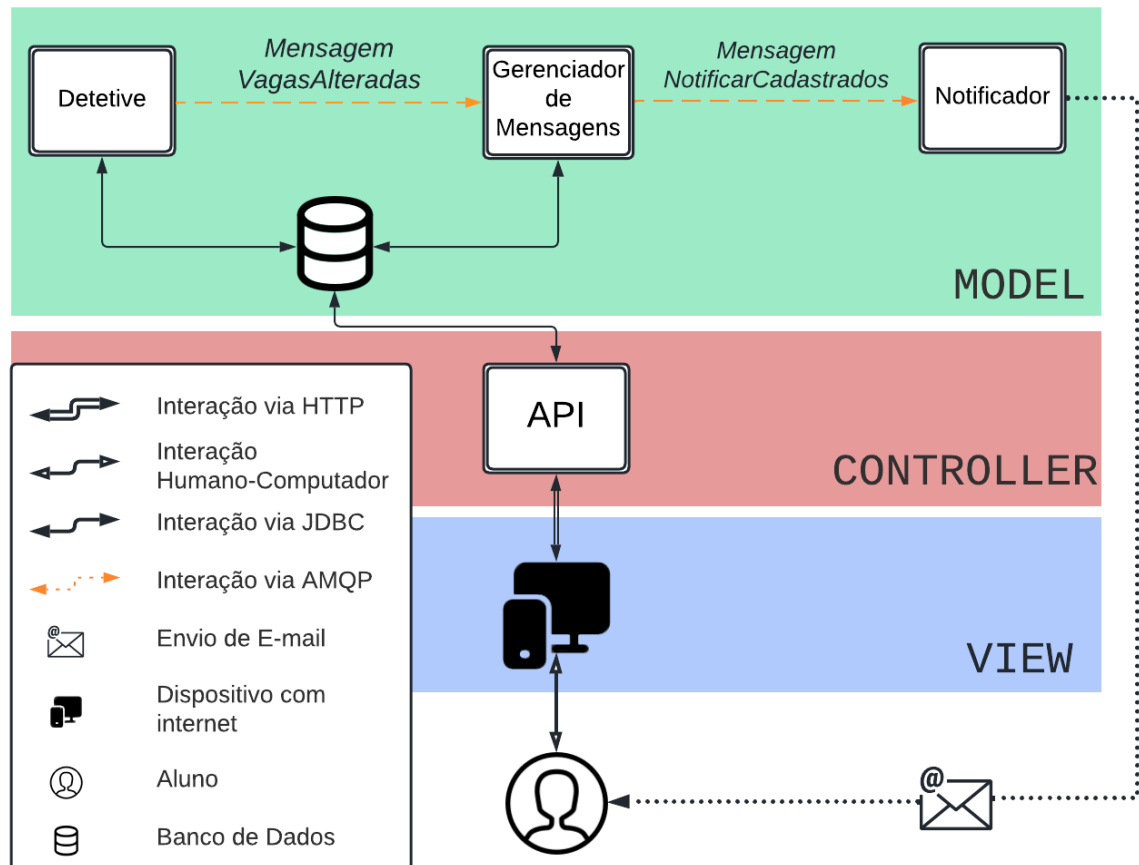 Mensagem
VagasAlteradas
Mensagem
NotificarCadastrados
Detetive
Gerenciador
de
Mensagens
Notificador
MODEL
API
CONTROLLER
VIEW
Interação via HTTP
Interação
Humano-Computador
Interação via JDBC
Interação via AMQP
@
Envio de E-mail
Dispositivo com
internet
Aluno
Banco de Dados
@